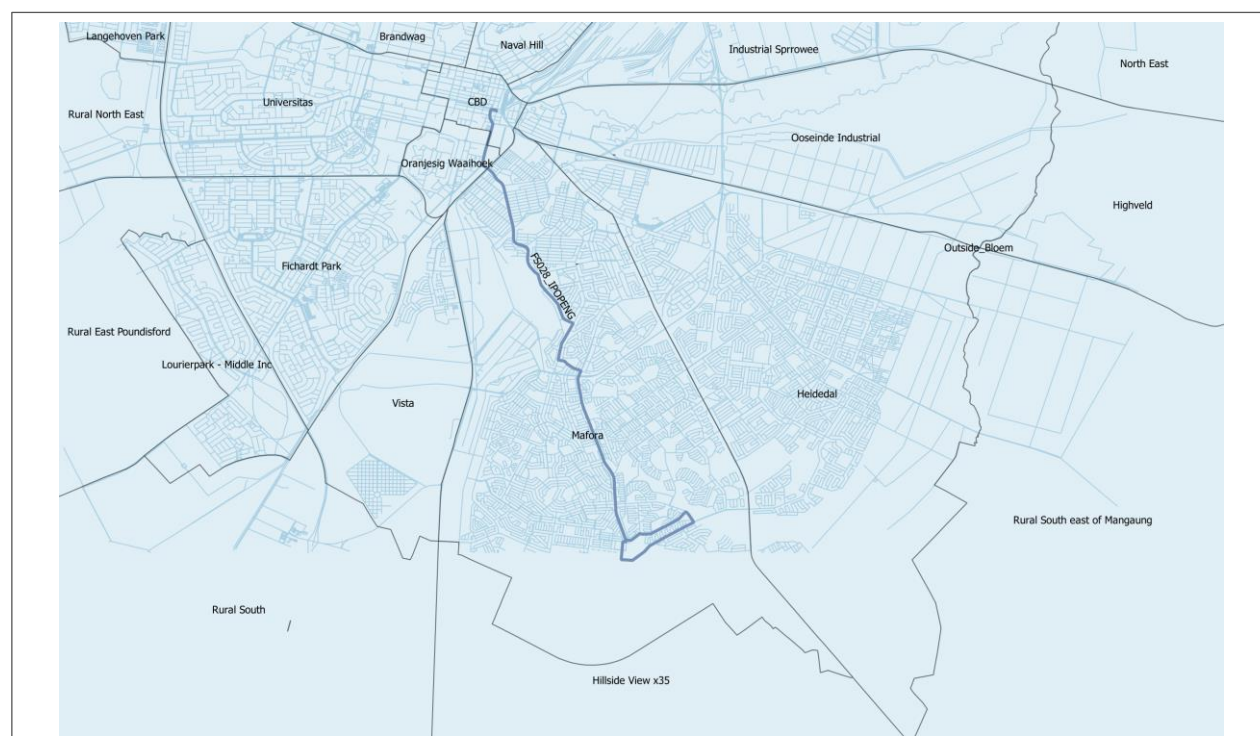 Langehoven Park
Brandwag
Naval Hill
Industrial Sprrowee
North East
Universitas
CBD
Rural North East
Ooseinde Industrial
Oranjesig Waaihoek
Highveld
Outside_Bloem
Fichardt Park
FS028_IPOPENG
Rural East Poundisford
Lourierpark - Middle Inc
Vista
Heidedal
Mafora
Rural South east of Mangaung
Rural South
Hillside View x35